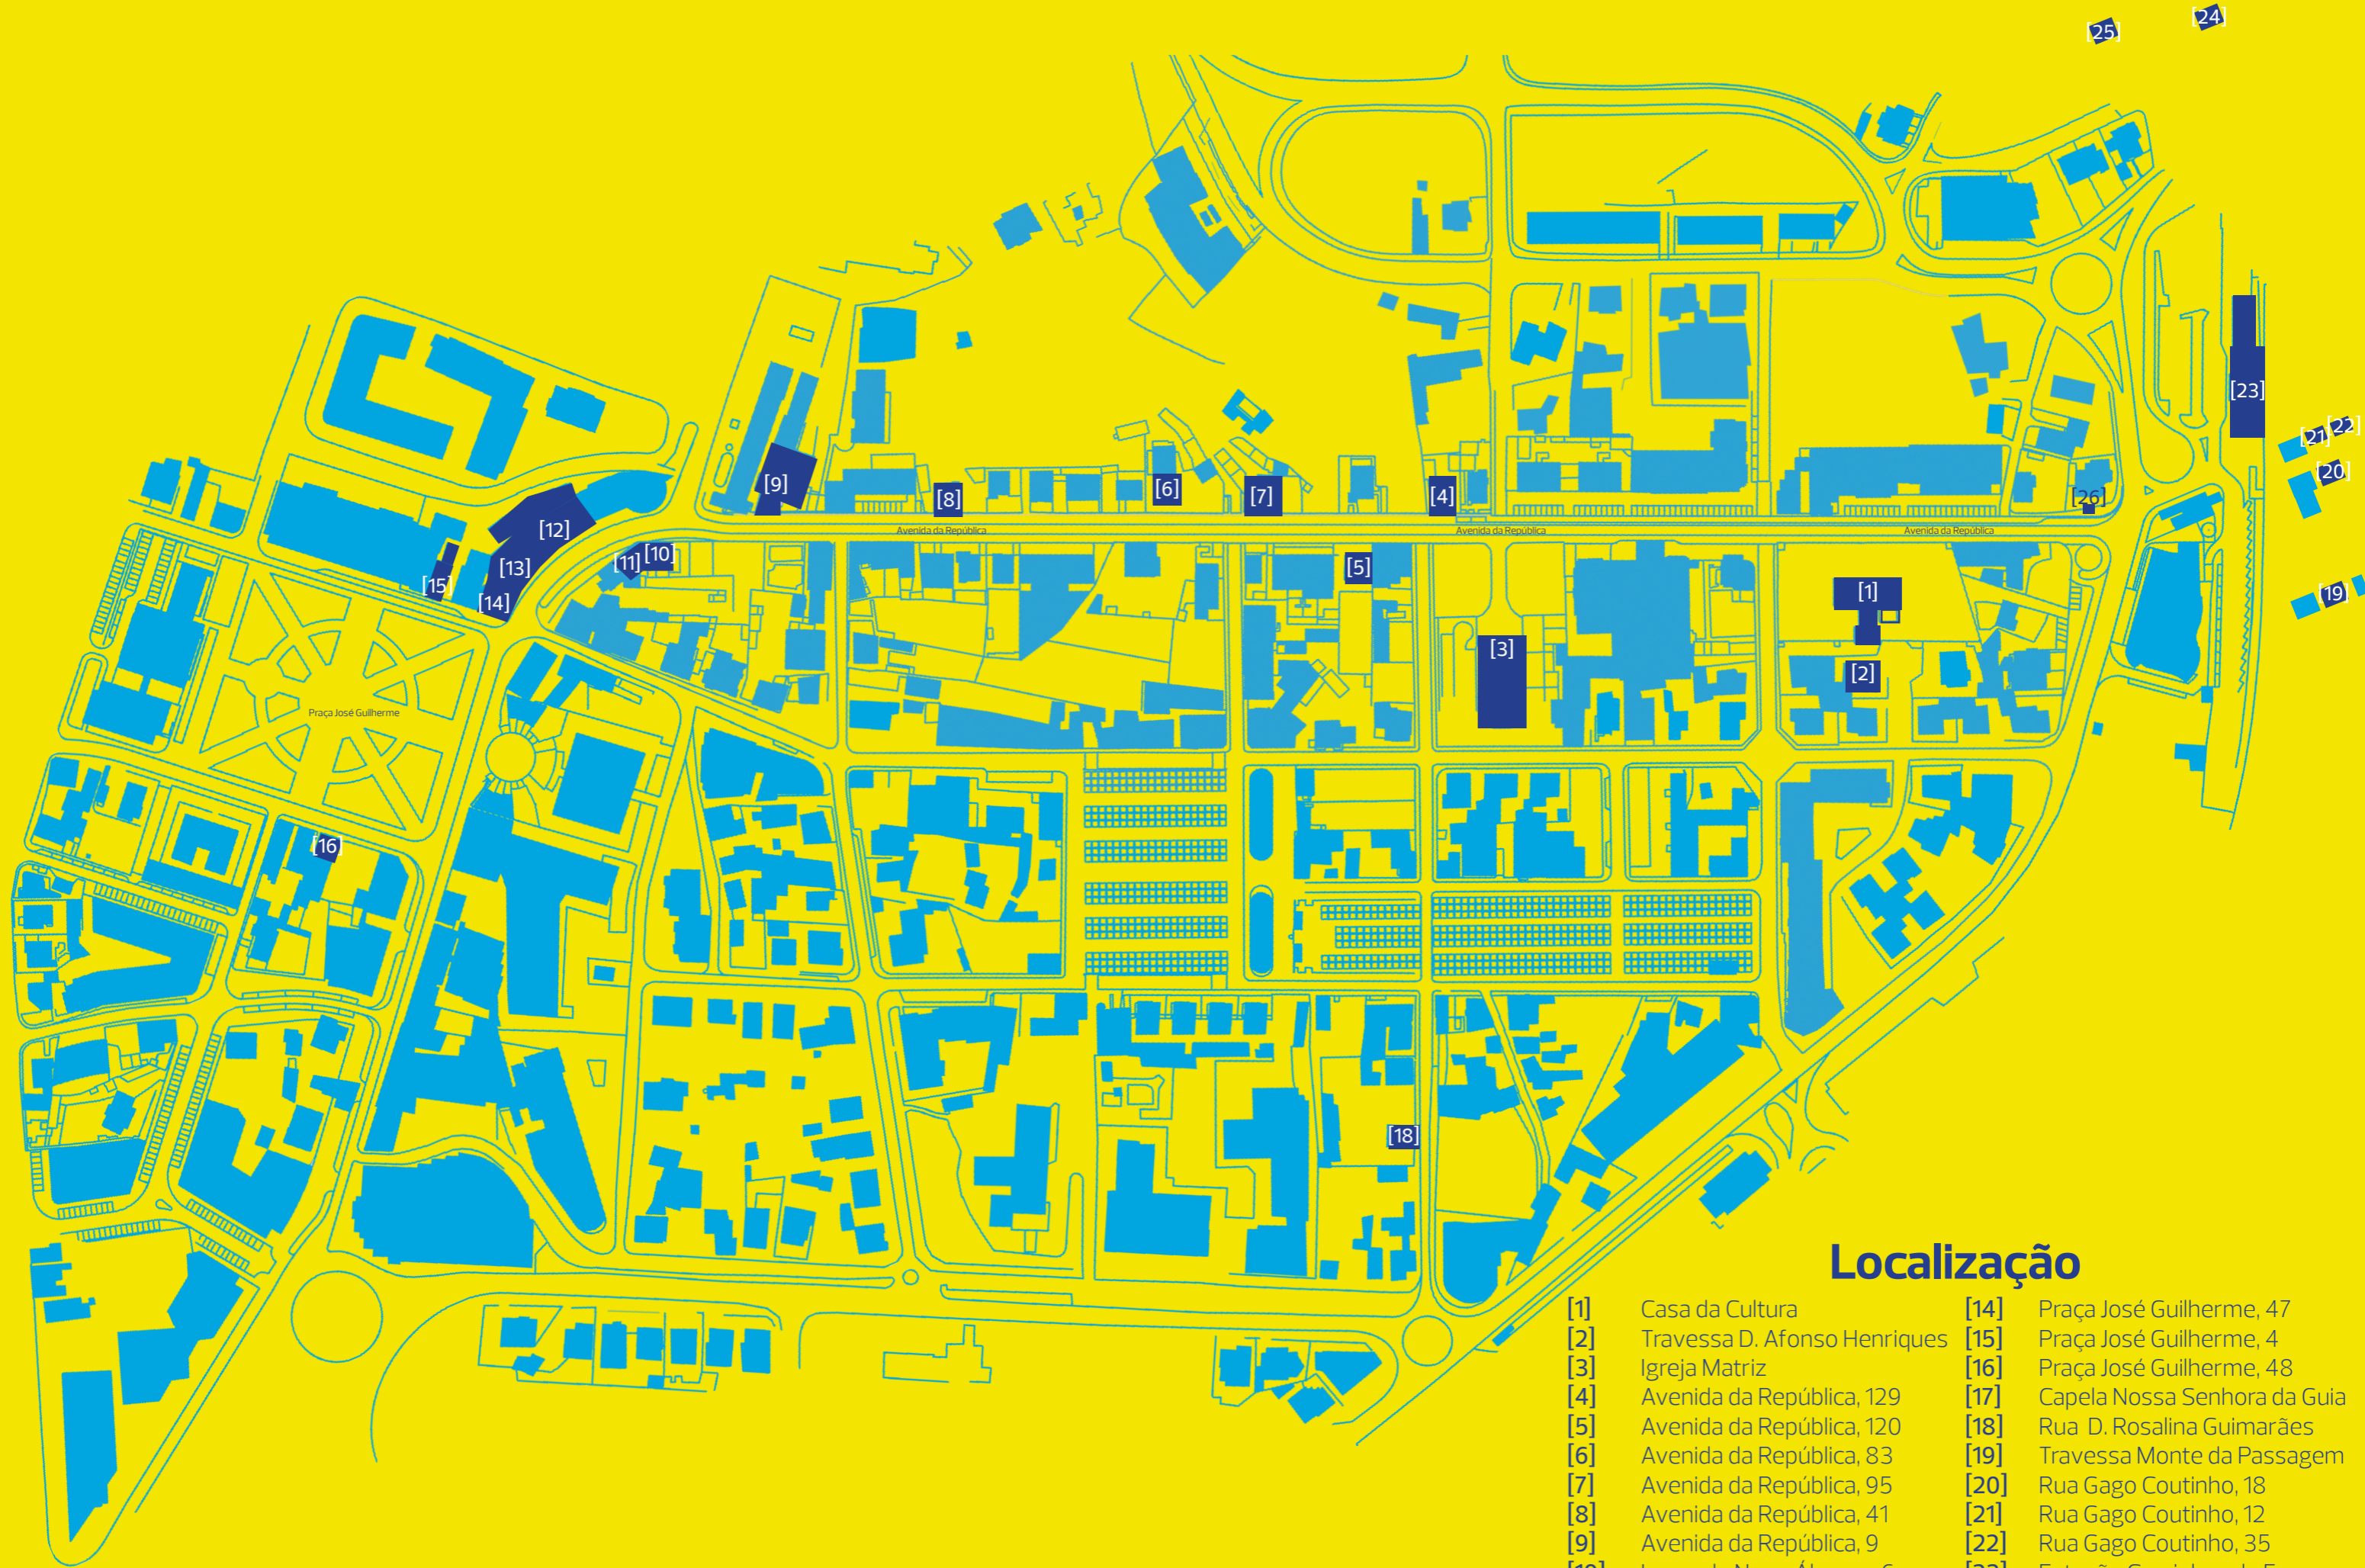 [24]
[25]
[23]
[22]
[21]
[20]
[9]
[6]
[7]
[4]
[8]
[26]
[12]
Avenida da República
Avenida da República
Avenida da República
[10]
[11]
[13]
[5]
[15]
[1]
[19]
[14]
[3]
[2]
Praça José Guilherme
[16]
[18]
Localização
[1] Casa da Cultura
[2] Travessa D. Afonso Henriques
[3] Igreja Matriz
[4] Avenida da República, 129
[5] Avenida da República, 120
[6] Avenida da República, 83
[7] Avenida da República, 95
[8] Avenida da República, 41
[9] Avenida da República, 9
[14] Praça José Guilherme, 47
[15] Praça José Guilherme, 4
[16] Praça José Guilherme, 48
[17] Capela Nossa Senhora da Guia
[18] Rua D. Rosalina Guimarães
[19] Travessa Monte da Passagem
[20] Rua Gago Coutinho, 18
[21] Rua Gago Coutinho, 12
[22] Rua Gago Coutinho, 35